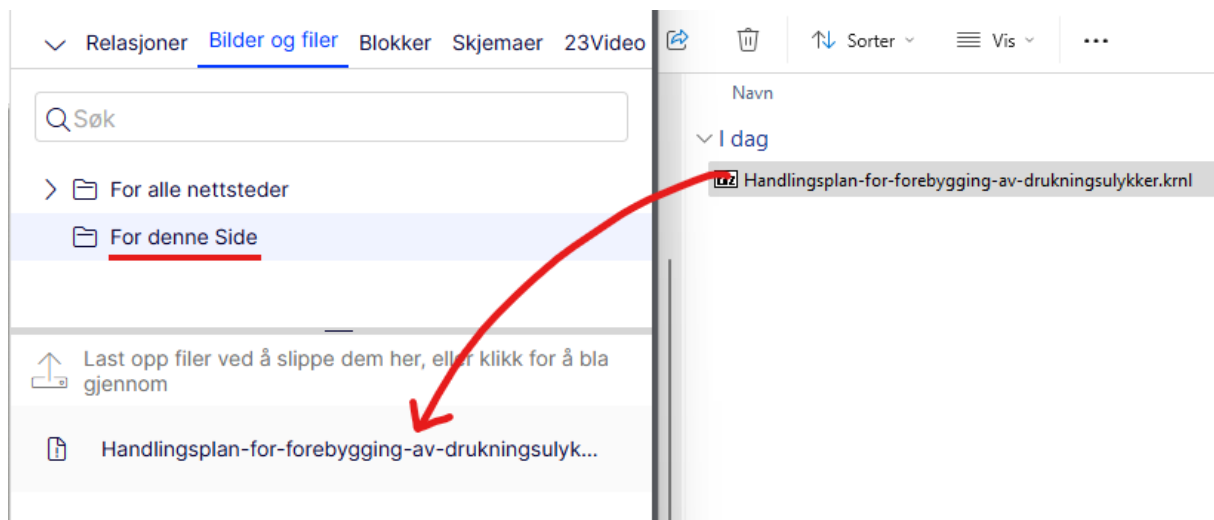 Relasjoner Bilder og filer Blokker Skjemaer 23Video
Søk
For alle nettsteder
For denne Side
Last opp filer ved å slippe dem her, eller klikk for å bla
gjennom
Handlingsplan-for-forebygging-av-drukningsulyk...
Sorter Vis
Navn
I dag
Handlingsplan-for-forebygging-av-drukningsulykker.krnl